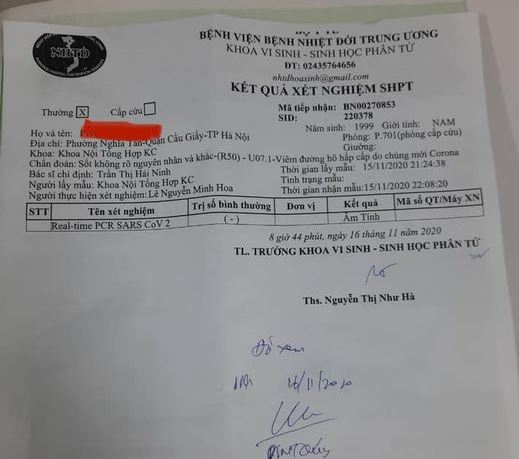 NHTD
BỆNH VIỆN BỆNH NHIỆT ĐỚI TRUNG ƯƠNG
KHOA VI SINH - SINH HỌC PHÂN TỬ
ĐT: 02435764656
nhtdhoasinh@gmail.com
KẾT QUẢ XÉT NGHIỆM SHPT
Thường X Cấp cứu
Mã tiếp nhận: BN00270853
SID: 220378
Họ và tên:
Năm sinh: 1999 Giới tính: NAM
Địa chỉ: Phường Nghĩa Tân-Quận Cầu Giấy-TP Hà Nội
Phòng: P.701(phòng cấp cứu)
Khoa: Khoa Nội Tổng Hợp KC
Giường:
Chẩn đoán: Sốt không rõ nguyên nhân và khác-(R50) - U07.1-Viêm đường hô hấp cấp do chủng mới Corona
Bác sĩ chỉ định: Trần Thị Hải Ninh
Thời gian lấy mẫu: 15/11/2020 21:24:38
Người lấy mẫu: Khoa Nội Tổng Hợp KC
Tình trạng mẫu:
Người thực hiện xét nghiệm: Lê Nguyễn Minh Hoa
Thời gian nhận mẫu:15/11/2020 22:08:20
STT Tên xét nghiệm Trị số bình thường Đơn vị Kết quả Mã số QT/Máy XN
Real-time PCR SARS CoV 2 (-) Âm Tính
8 giờ 44 phút, ngày 16 tháng 11 năm 2020
TL. TRƯỞNG KHOA VI SINH - SINH HỌC PHÂN TỬ
Ths. Nguyễn Thị Như Hà
Đã xem
16/11/2020